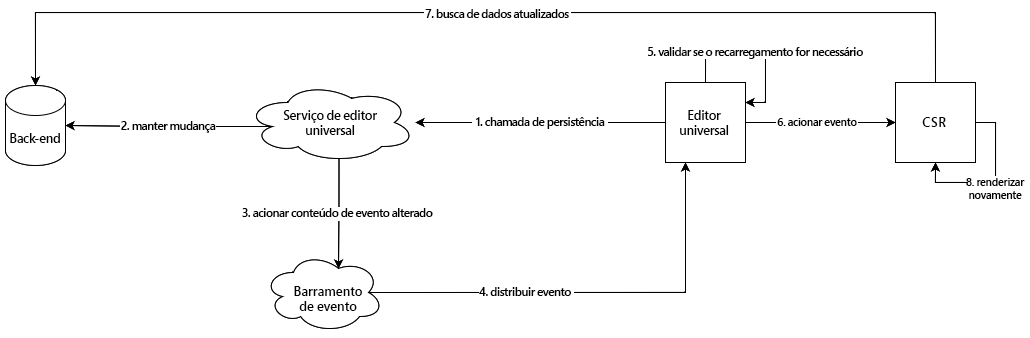 7. busca de dados atualizados
5. validar se o recarregamento for necessário
Back-end
2. manter mudança
Serviço de editor
universal
1. chamada de persistência
Editor
universal
6. acionar evento
CSR
8. renderizar
novamente
3. acionar conteúdo de evento alterado
Barramento
de evento
4. distribuir evento